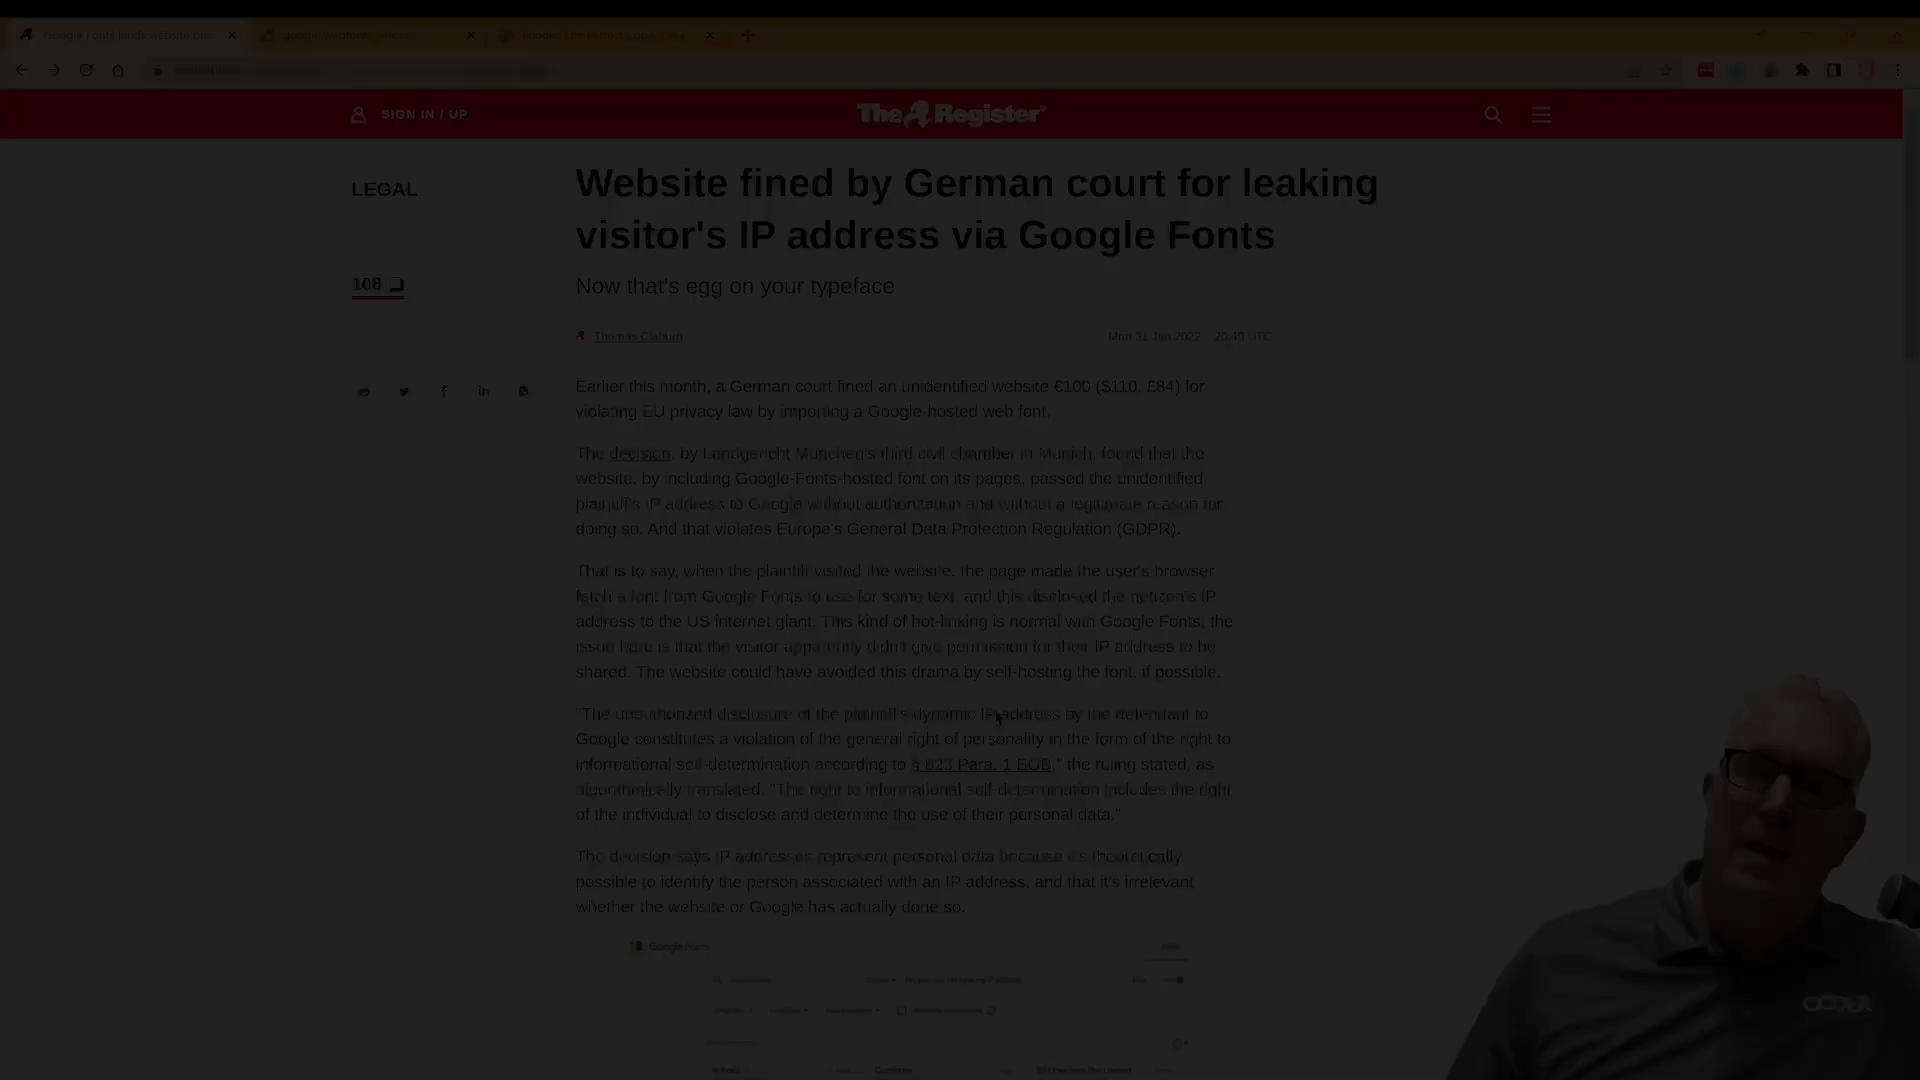 Google Fonts lands website
SIGN IN / UP
The Register
LEGAL
Website fined by German court for leaking
visitor's IP address via Google Fonts
108
Now that's egg on your typeface
Thomas Claburn
Mon 31 Jan 2022 20:49 UTC
Earlier this month, a German court fined an unidentified website €100 ($110, £84) for
violating EU privacy law by importing a Google-hosted web font.
The decision, by Landgericht München's third civil chamber in Munich, found that the
website, by including Google-Fonts-hosted font on its pages, passed the unidentified
plaintiff's IP address to Google without authorization and without a legitimate reason for
doing so. And that violates Europe's General Data Protection Regulation (GDPR).
That is to say, when the plaintiff visited the website, the page made the user's browser
fetch a font from Google Fonts to use for some text, and this disclosed the netizen's IP
address to the US internet giant. This kind of hot-linking is normal with Google Fonts, the
issue here is that the visitor apparently didn't give permission for their IP address to be
shared. The website could have avoided this drama by self-hosting the font, if possible.
"The unauthorized disclosure of the plaintiff's dynamic IP address by the defendant to
Google constitutes a violation of the general right of personality in the form of the right to
informational self-determination according to § 823 Para. 1 BGB," the ruling stated, as
algorithmically translated. "The right to informational self-determination includes the right
of the individual to disclose and determine the use of their personal data."
The decision says IP addresses represent personal data because it's theoretically
possible to identify the person associated with an IP address, and that it's irrelevant
whether the website or Google has actually done so.
Google Fonts